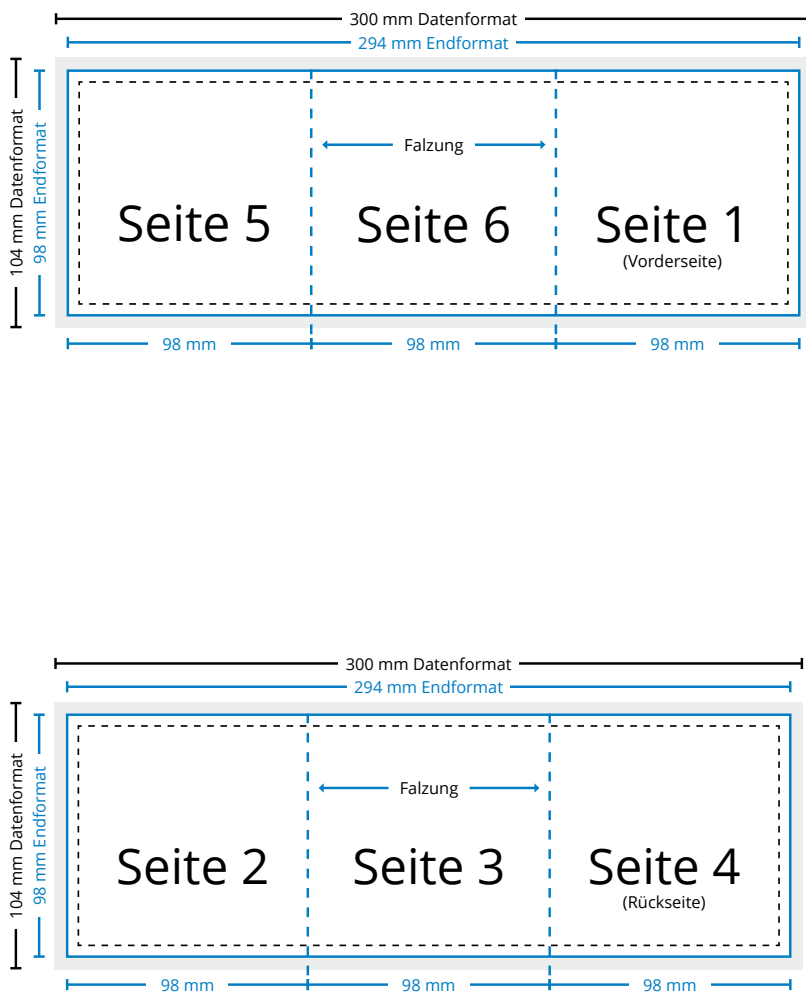 300 mm Datenformat
294 mm Endformat
104 mm Datenformat
98 mm Endformat
Falzung
Seite 5
Seite 6
Seite 1
(Vorderseite)
98 mm
98 mm
98 mm
300 mm Datenformat
294 mm Endformat
104 mm Datenformat
98 mm Endformat
Falzung
Seite 2
Seite 3
Seite 4
(Rückseite)
98 mm
98 mm
98 mm